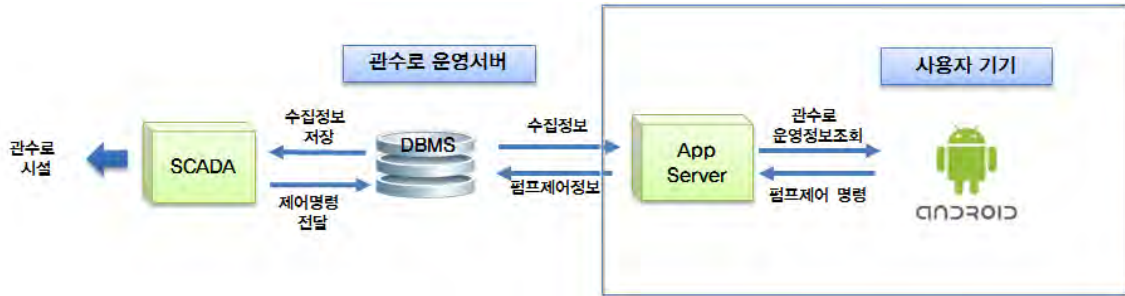 관수로 운영서버
사용자 기기
관수로
시설
SCADA
수집정보
저장
제어명령
전달
DBMS
수집정보
펌프제어정보
App
Server
관수로
운영정보조회
펌프제어 명령
ANDROID